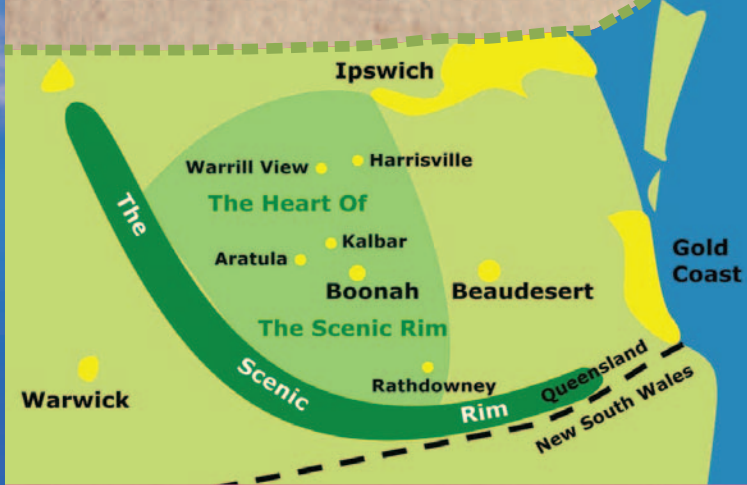 Ipswich
Warrill View
Harrisville
The Heart Of
Kalbar
Aratula
Boonah
Beaudesert
Gold
Coast
The Scenic Rim
Rathdowney
Warwick
The Scenic Rim
Queensland
New South Wales